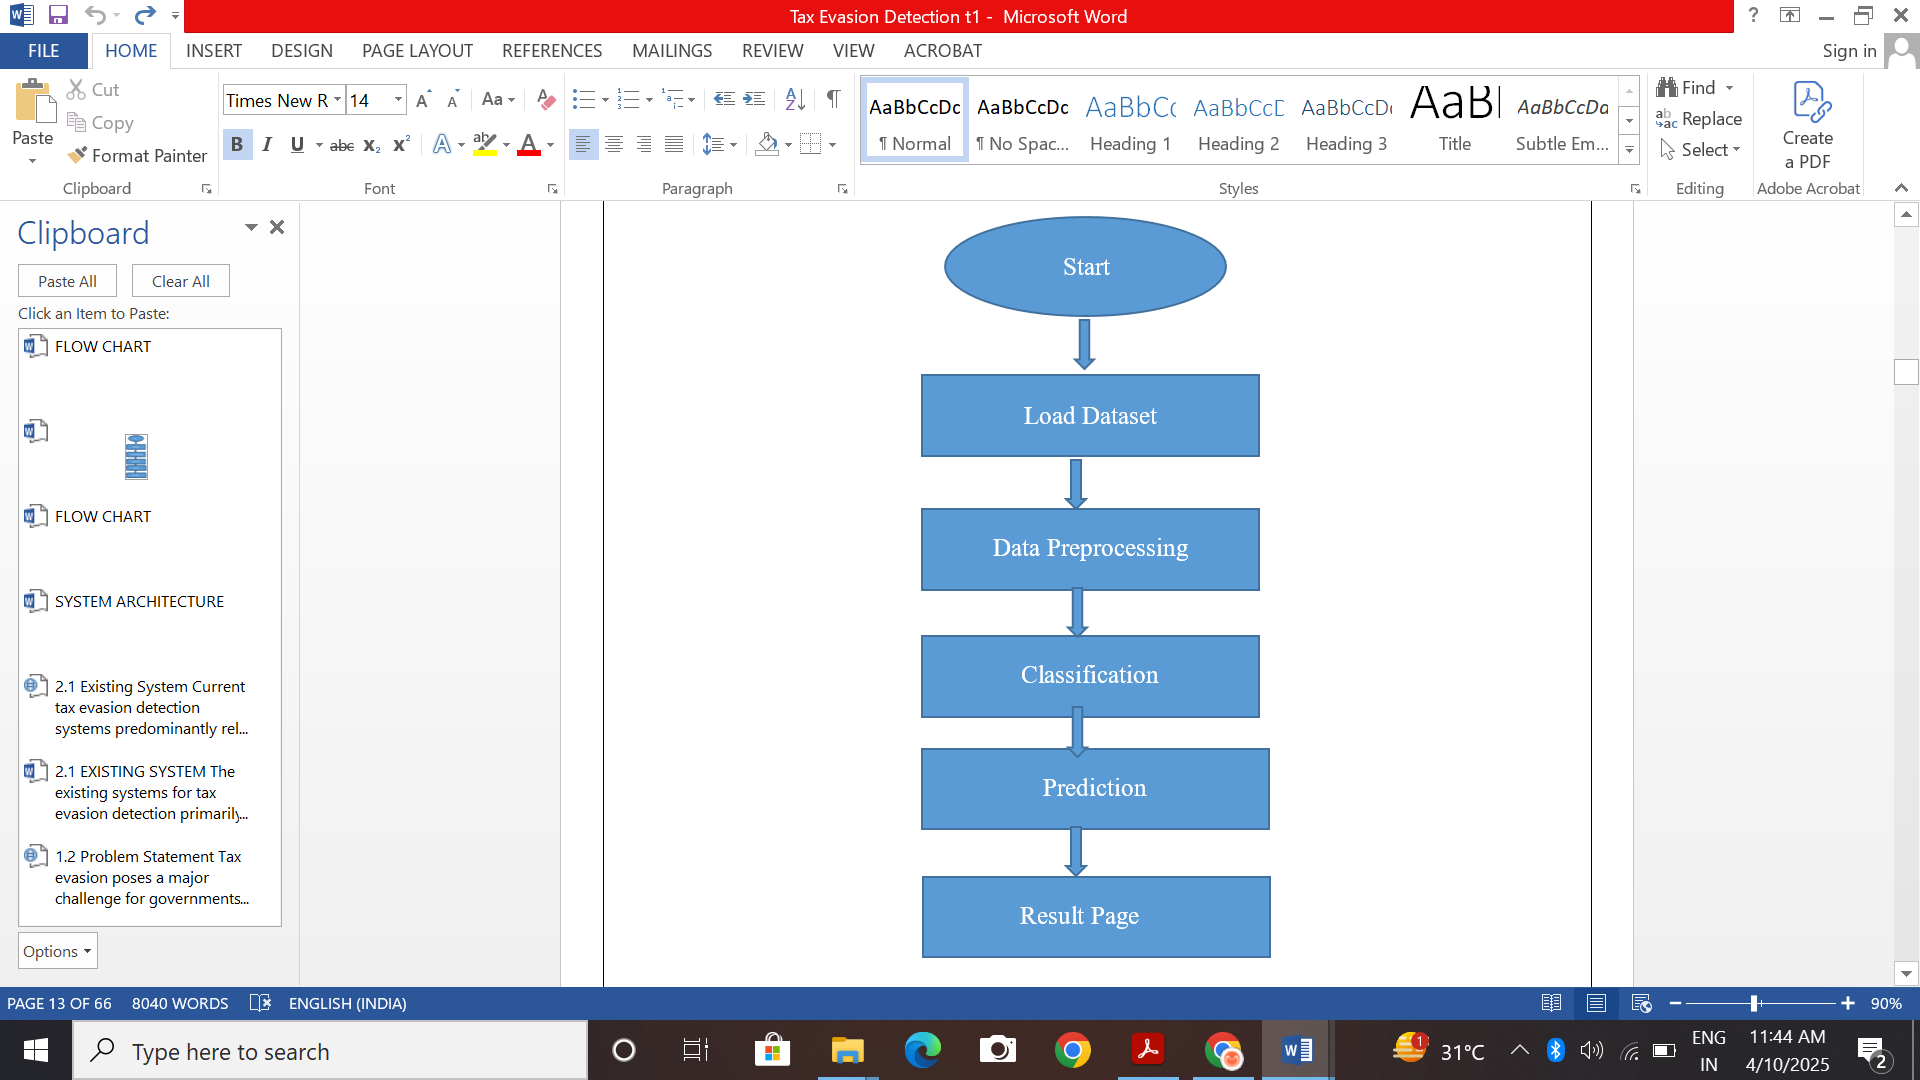 Tax Evasion Detection t1 - Microsoft Word
FILE HOME INSERT DESIGN PAGE LAYOUT REFERENCES MAILINGS REVIEW VIEW ACROBAT Sign in
Paste
Cut
Copy
Format Painter
Clipboard
Times New R 14
Font
Paragraph
AaBbCcDc AaBbCcDc AaBbCc AaBbCcD AaBbCcDc AaBl AaBbCcDd
¶ Normal ¶ No Spac... Heading 1 Heading 2 Heading 3 Title Subtle Em...
Styles
Find
Replace
Select
Editing
Create
a PDF
Adobe Acrobat
Clipboard
Paste All Clear All
Click an Item to Paste:
FLOW CHART
FLOW CHART
SYSTEM ARCHITECTURE
2.1 Existing System Current
tax evasion detection
systems predominantly rel...
2.1 EXISTING SYSTEM The
existing systems for tax
evasion detection primarily...
1.2 Problem Statement Tax
evasion poses a major
challenge for governments...
Options
Start
Load Dataset
Data Preprocessing
Classification
Prediction
Result Page
PAGE 13 OF 66 8040 WORDS ENGLISH (INDIA) 90%
Type here to search
1
31°C
ENG
IN
11:44 AM
4/10/2025
2